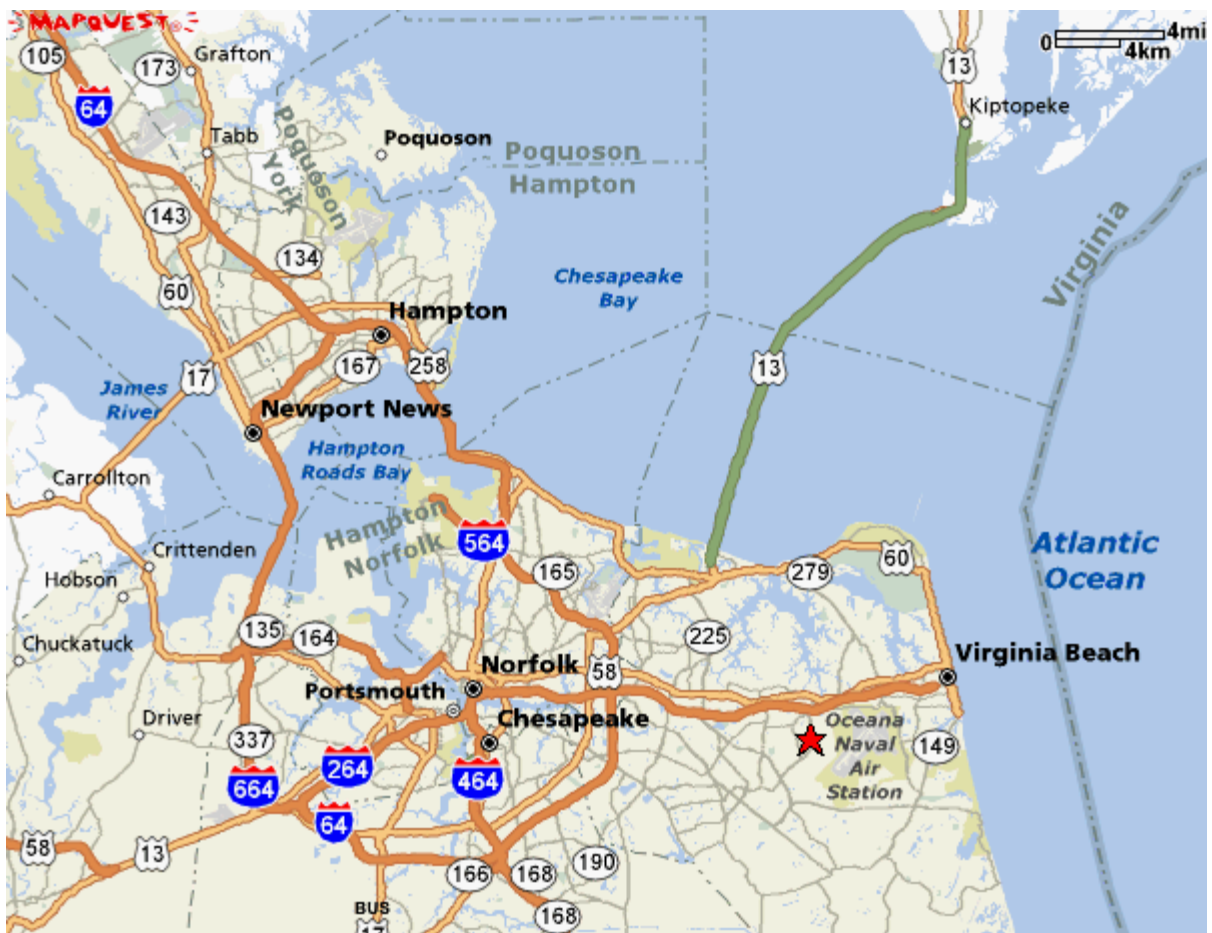 MAPQUEST®
0 4mi
4km
105
173
Grafton
13
64
Kiptopeke
Tabb
Poquoson
Poquoson
York
Poquoson
Poquoson
Hampton
143
134
Virginia
60
Chesapeake
Bay
Hampton
17
167
258
13
James
River
Newport News
Hampton
Roads Bay
Carrollton
Hampton
Norfolk
564
Atlantic
Ocean
Crittenden
165
279
60
Hobson
135
164
225
Chuckatuck
Norfolk
58
Virginia Beach
Portsmouth
Chesapeake
Driver
Oceana
Naval
Air
Station
337
149
264
664
464
64
58
13
166
168
190
168
BUS
17